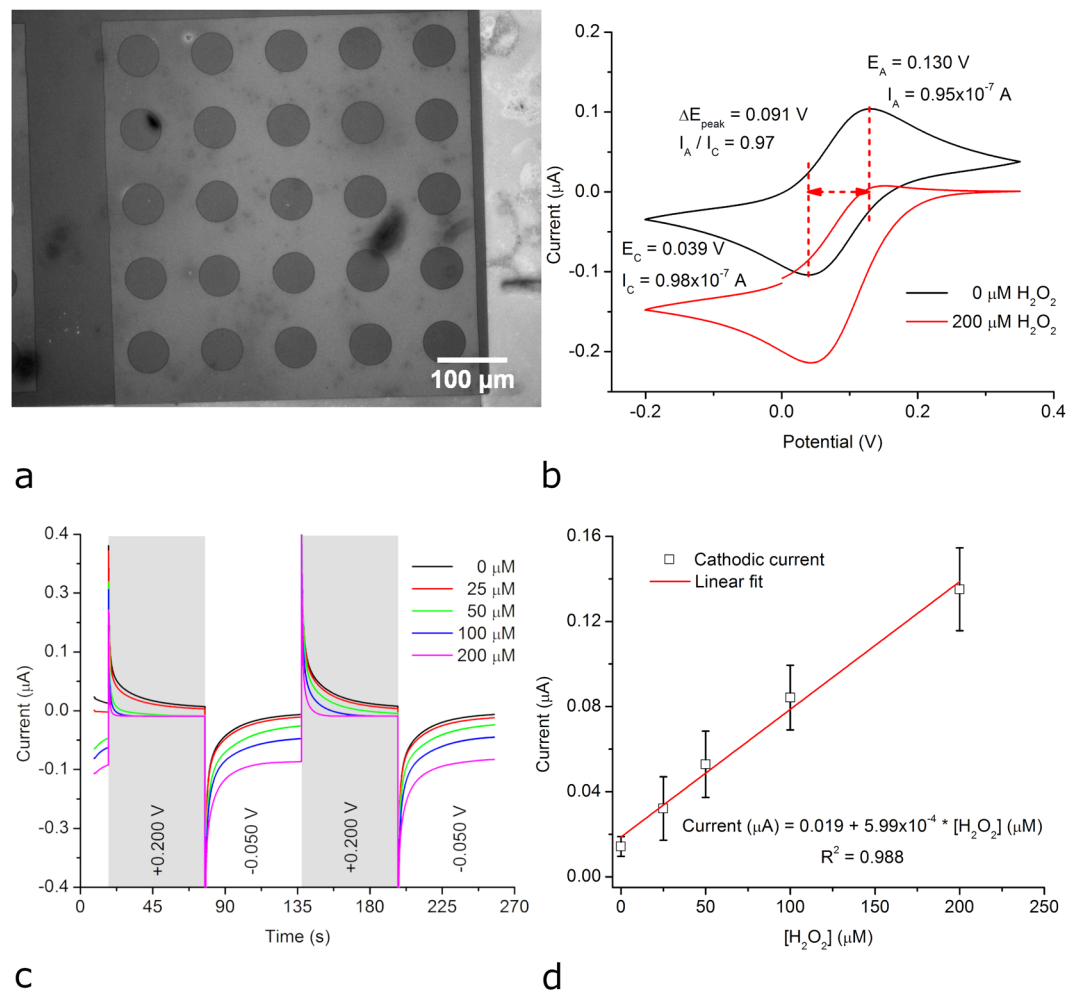 100 μm
a
0.2
0.1
0.0
-0.1
-0.2
Current (μA)
-0.2
0.0
0.2
0.4
Potential (V)
E_A = 0.130 V
I_A = 0.95x10⁻⁷ A
ΔE_peak = 0.091 V
I_A / I_C = 0.97
E_C = 0.039 V
I_C = 0.98x10⁻⁷ A
0 μM H₂O₂
200 μM H₂O₂
b
0.4
0.3
0.1
0.0
-0.1
-0.3
-0.4
Current (μA)
0
45
90
135
180
225
270
Time (s)
0 μM
25 μM
50 μM
100 μM
200 μM
+0.200 V
-0.050 V
+0.200 V
-0.050 V
c
0.16
0.12
0.08
0.04
0.00
Current (μA)
0
50
100
150
200
250
[H₂O₂] (μM)
Cathodic current
Linear fit
Current (μA) = 0.019 + 5.99x10⁻⁴ * [H₂O₂] (μM)
R² = 0.988
d